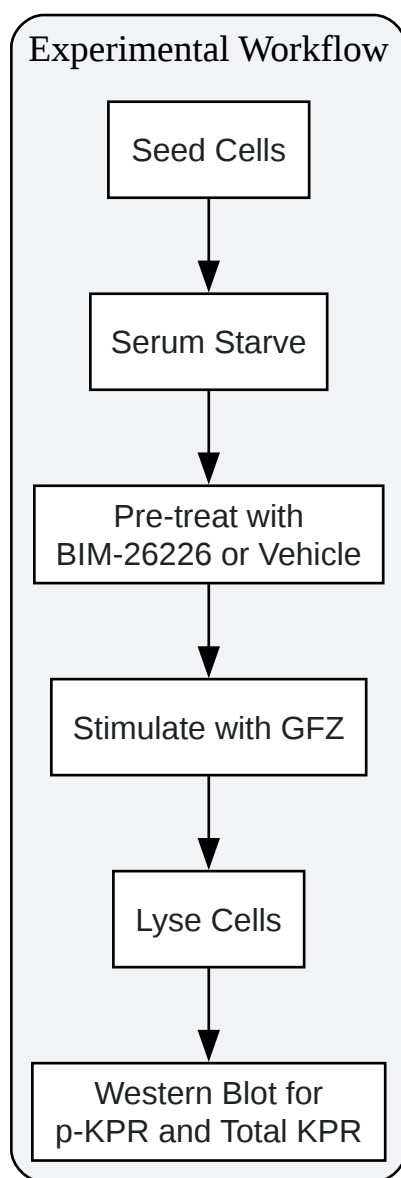 Experimental Workflow
Seed Cells
Serum Starve
Pre-treat with
BIM-26226 or Vehicle
Stimulate with GFZ
Lyse Cells
Western Blot for
p-KPR and Total KPR